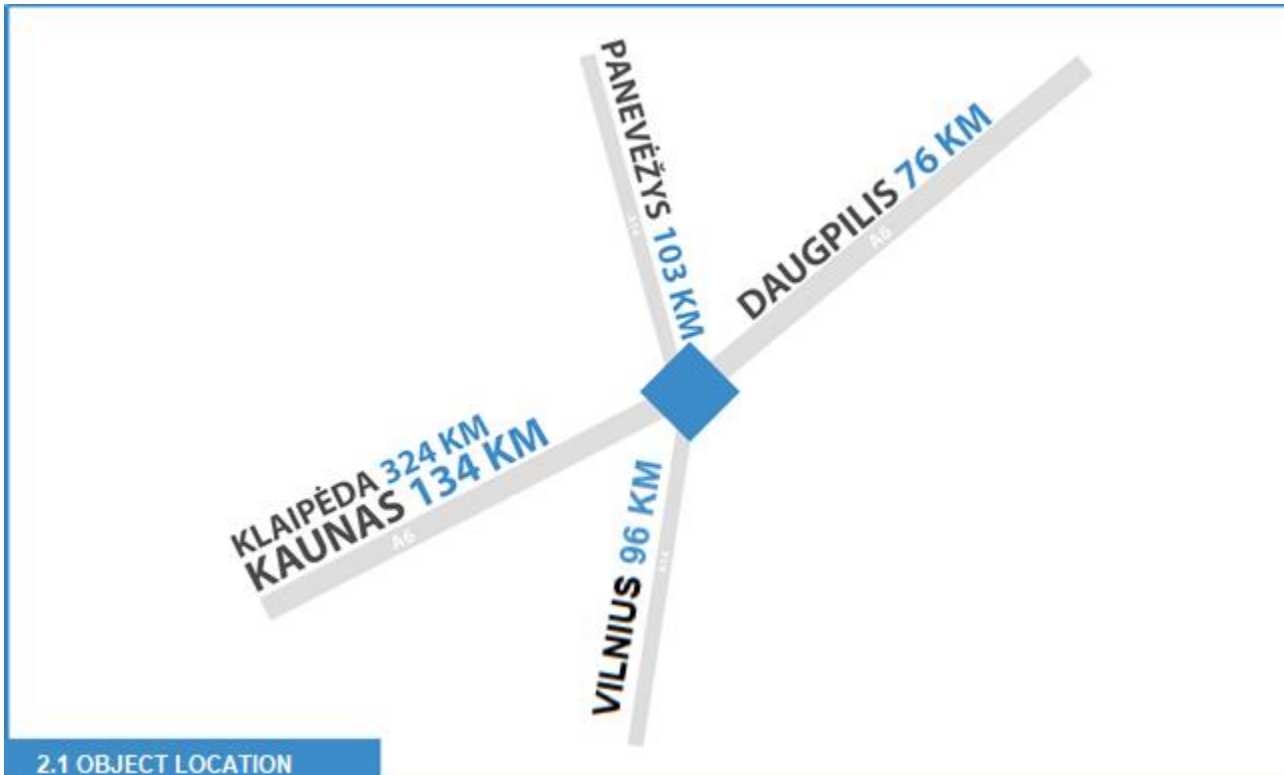 PANEVĖŽYS 103 KM
DAUGPILIS 76 KM
A6
KLAIPĖDA 324 KM
KAUNAS 134 KM
A6
VILNIUS 96 KM
A14
2.1 OBJECT LOCATION